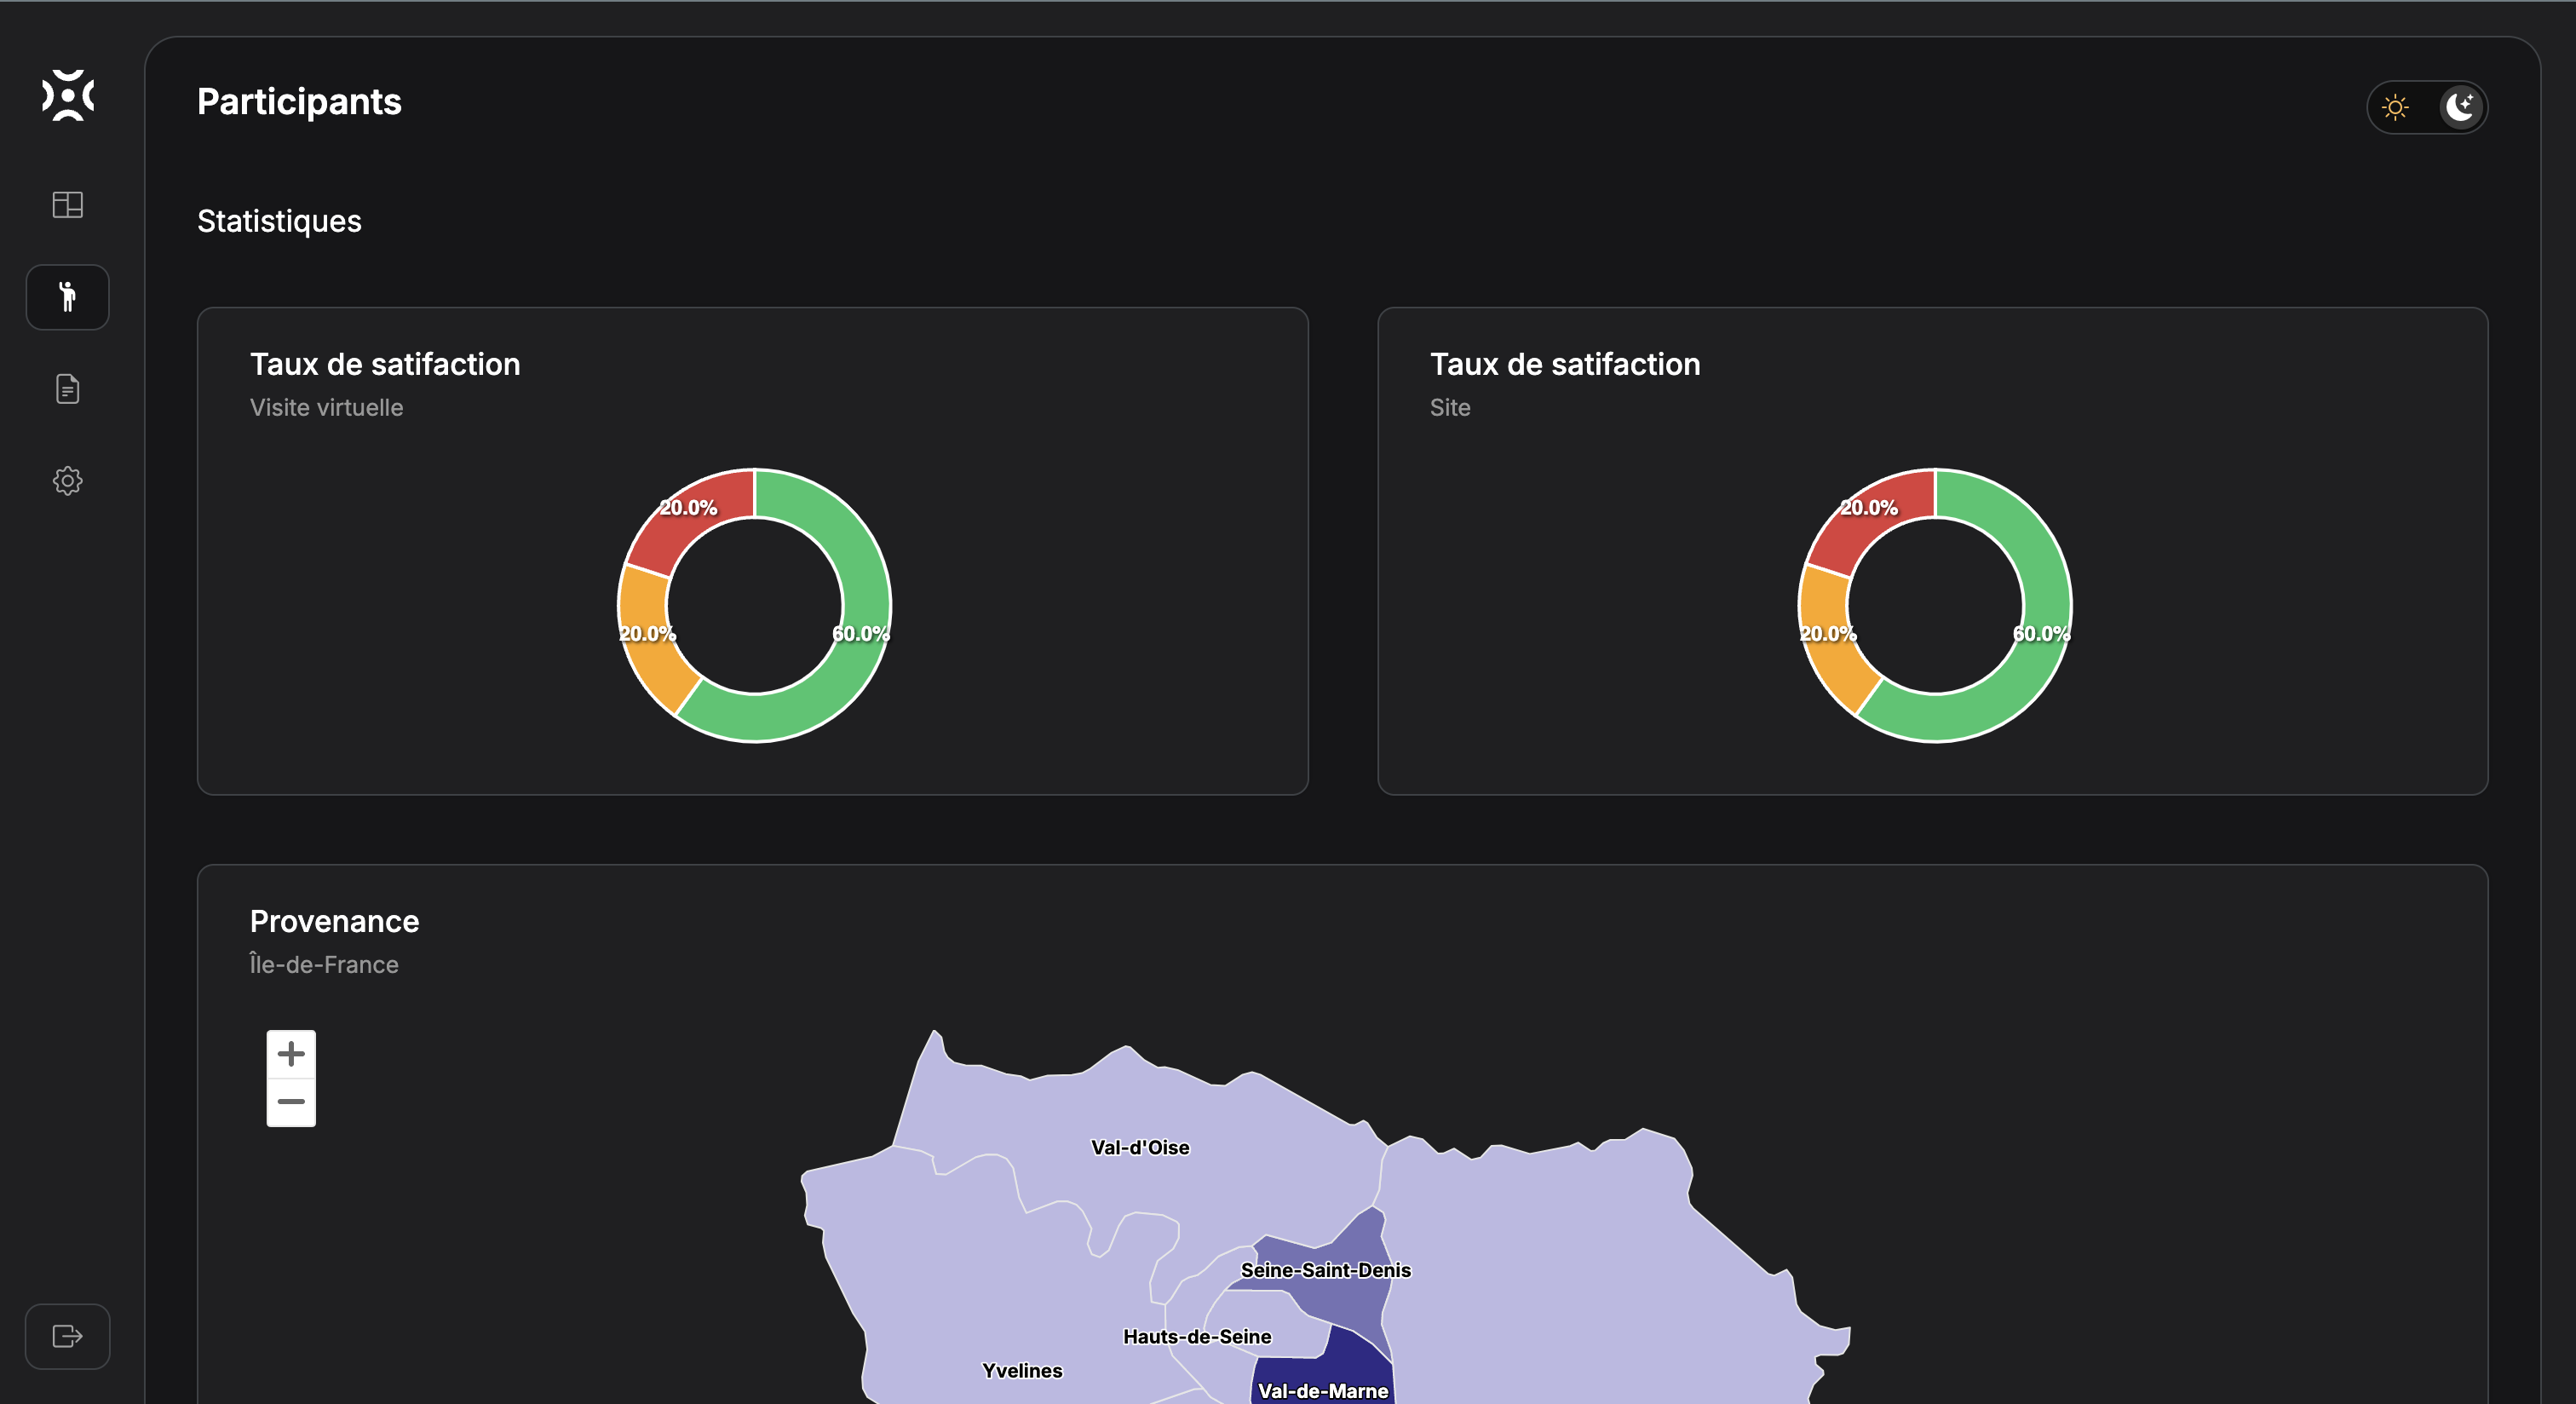 Participants
Statistiques
Taux de satifaction
Visite virtuelle
20.0%
20.0%
60.0%
Taux de satifaction
Site
20.0%
20.0%
60.0%
Provenance
Île-de-France
+
−
Val-d'Oise
Seine-Saint-Denis
Hauts-de-Seine
Yvelines
Val-de-Marne